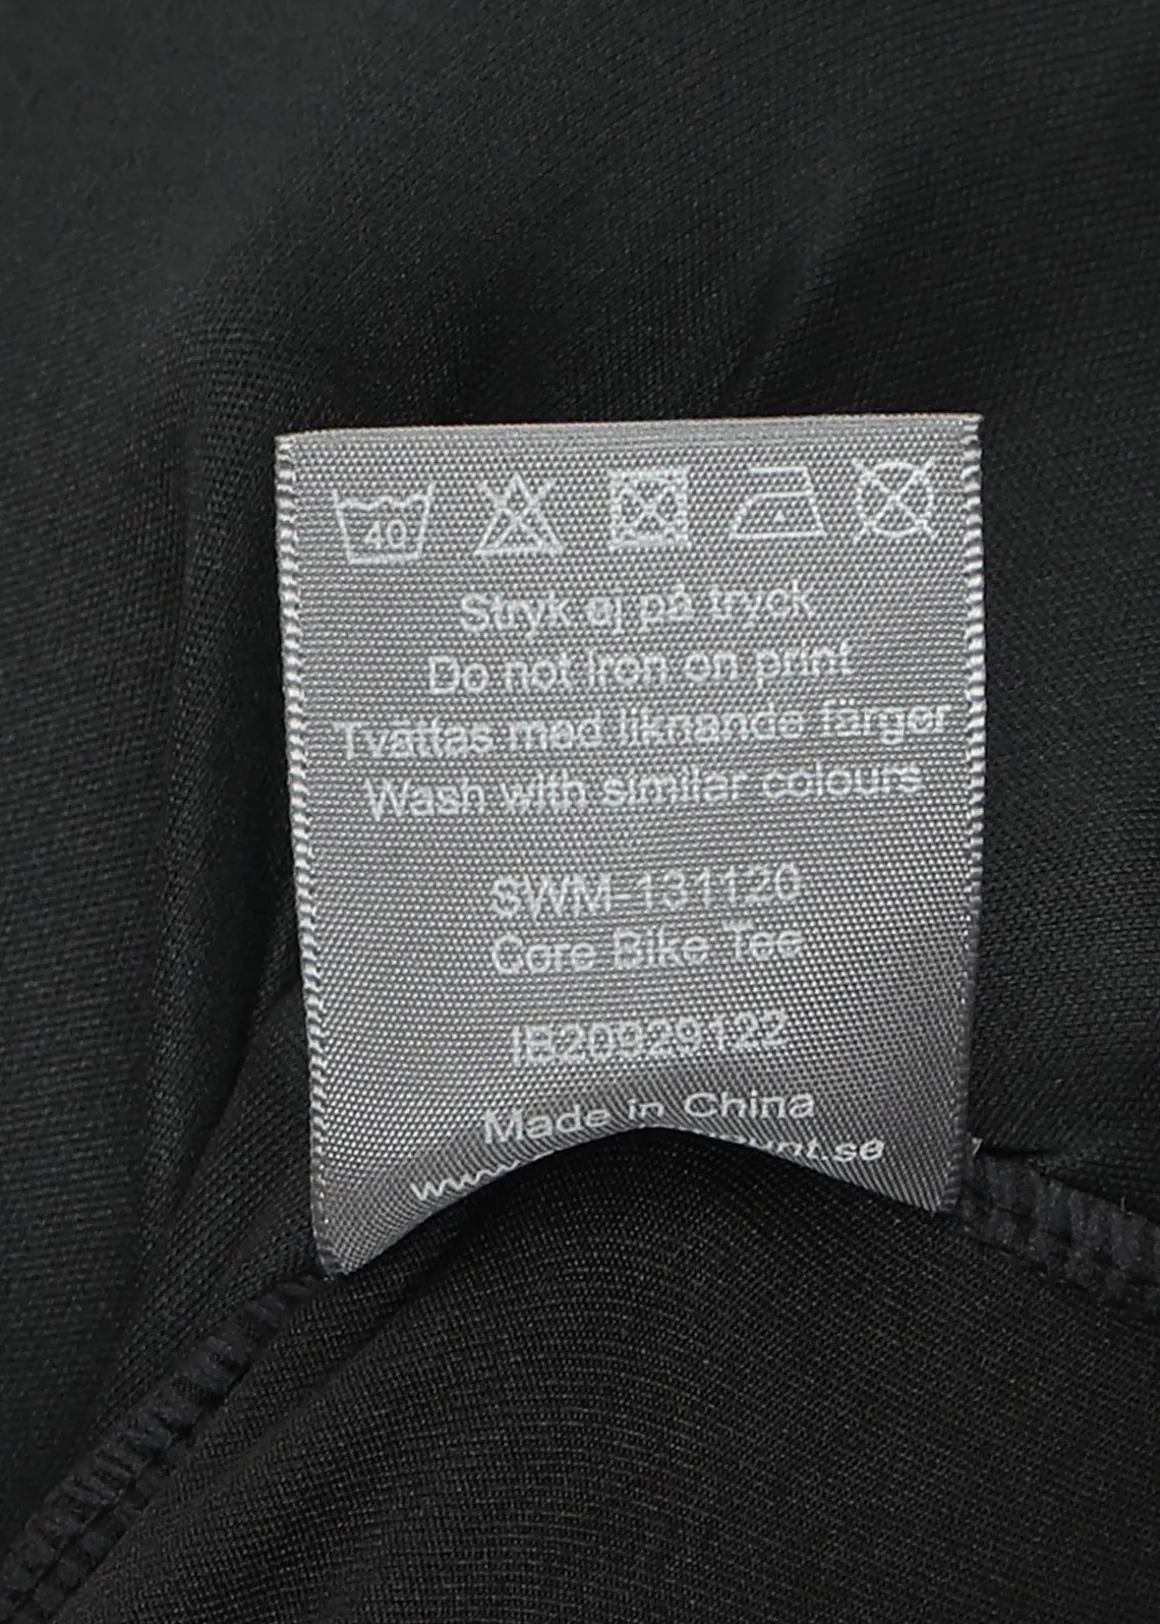 40
Stryk ej på tryck
Do not Iron on print
Tvättas med liknande färger
Wash with similar colours
SWM-131120
Core Bike Tee
IB20929122
Made in China